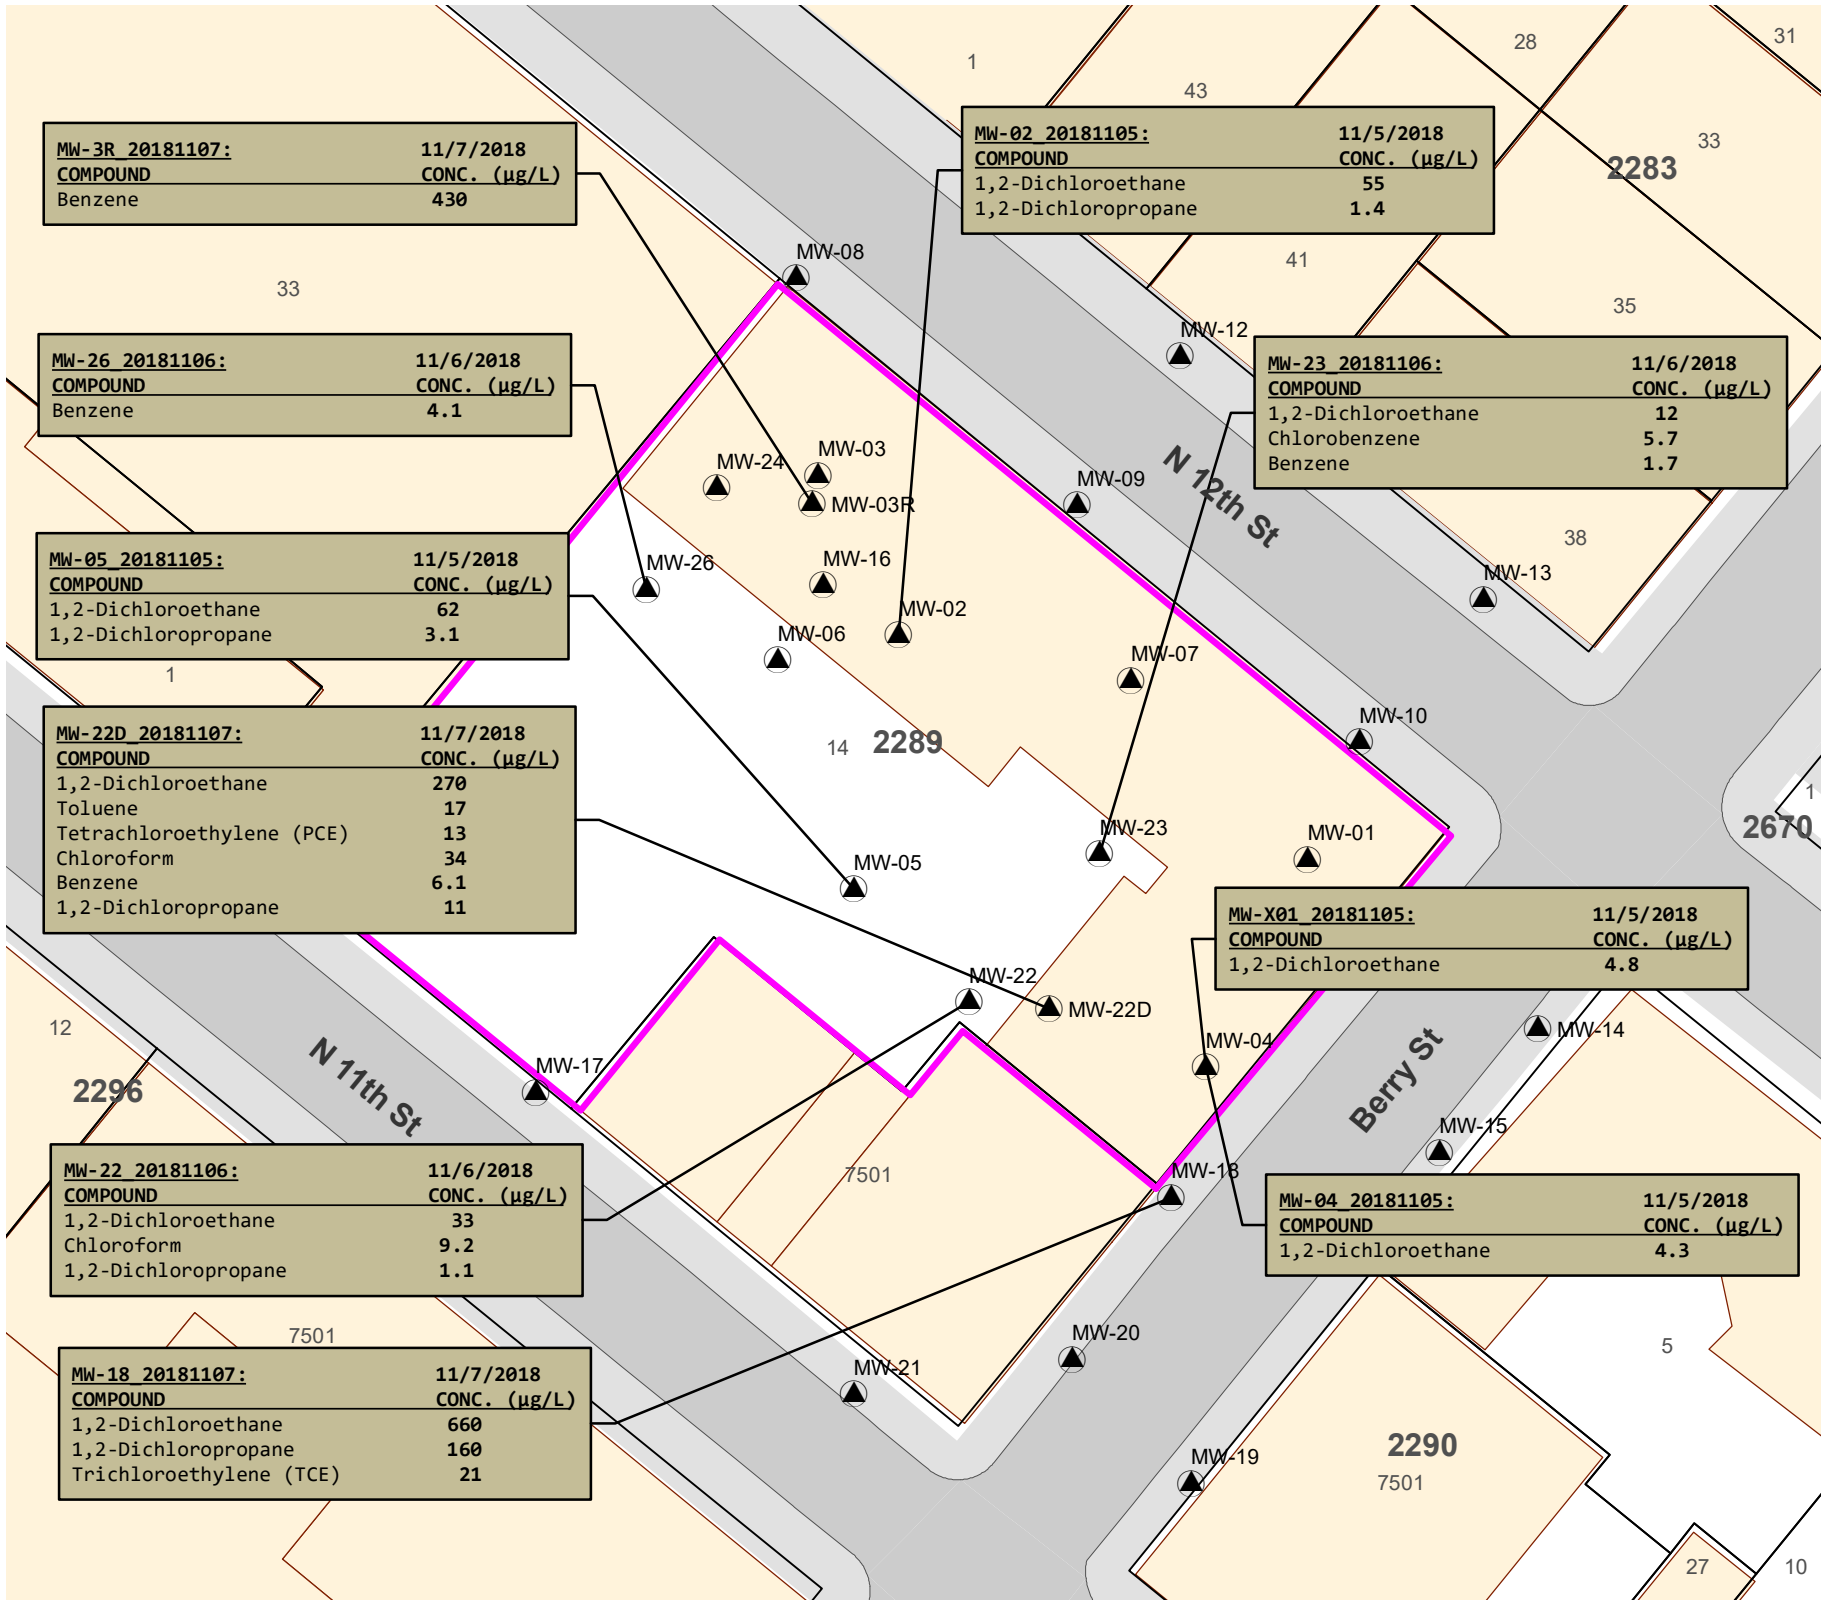 1
28
31
43
33
2283
MW-3R_20181107: 11/7/2018
COMPOUND CONC. (µg/L)
Benzene 430
MW-02_20181105: 11/5/2018
COMPOUND CONC. (µg/L)
1,2-Dichloroethane 55
1,2-Dichloropropane 1.4
MW-08
41
33
35
MW-12
MW-26_20181106: 11/6/2018
COMPOUND CONC. (µg/L)
Benzene 4.1
MW-23_20181106: 11/6/2018
COMPOUND CONC. (µg/L)
1,2-Dichloroethane 12
Chlorobenzene 5.7
Benzene 1.7
MW-24
MW-03
MW-03R
MW-09
N 12th St
38
MW-13
MW-05_20181105: 11/5/2018
COMPOUND CONC. (µg/L)
1,2-Dichloroethane 62
1,2-Dichloropropane 3.1
MW-26
MW-16
MW-02
MW-06
MW-07
1
MW-10
14
2289
MW-22D_20181107: 11/7/2018
COMPOUND CONC. (µg/L)
1,2-Dichloroethane 270
Toluene 17
Tetrachloroethylene (PCE) 13
Chloroform 34
Benzene 6.1
1,2-Dichloropropane 11
1
2670
MW-23
MW-01
MW-05
MW-X01_20181105: 11/5/2018
COMPOUND CONC. (µg/L)
1,2-Dichloroethane 4.8
MW-22
MW-22D
MW-04
MW-14
12
2296
N 11th St
MW-17
Berry St
MW-15
7501
MW-18
MW-22_20181106: 11/6/2018
COMPOUND CONC. (µg/L)
1,2-Dichloroethane 33
Chloroform 9.2
1,2-Dichloropropane 1.1
MW-04_20181105: 11/5/2018
COMPOUND CONC. (µg/L)
1,2-Dichloroethane 4.3
7501
MW-20
MW-21
5
MW-18_20181107: 11/7/2018
COMPOUND CONC. (µg/L)
1,2-Dichloroethane 660
1,2-Dichloropropane 160
Trichloroethylene (TCE) 21
MW-19
2290
7501
27
10